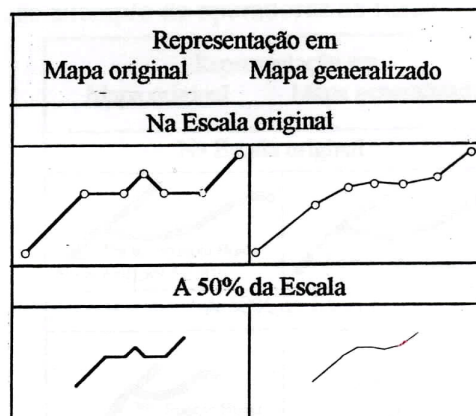 Representação em
Mapa original Mapa generalizado
Na Escala original
A 50% da Escala